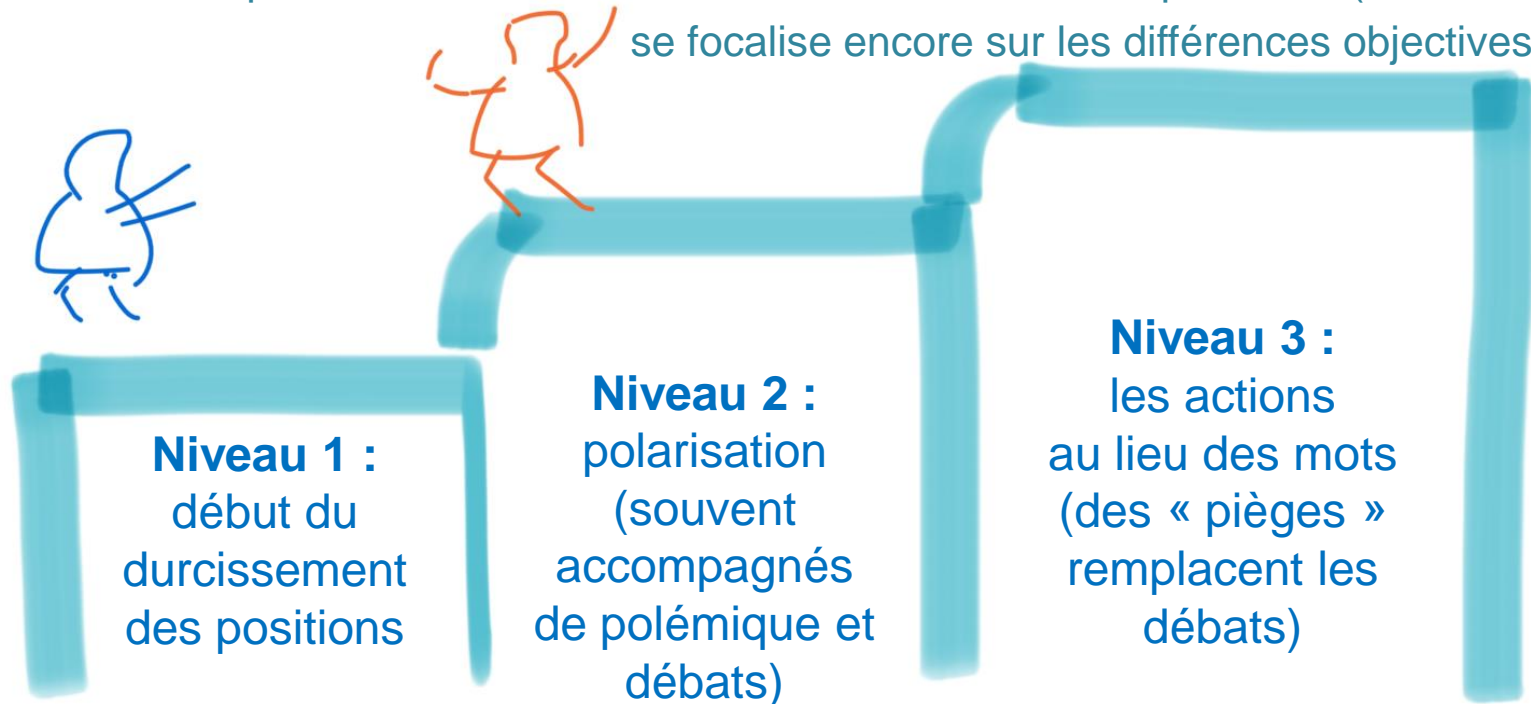 se focalise encore sur les différences objectives
Niveau 1 :
début du
durcissement
des positions
Niveau 2 :
polarisation
(souvent
accompagnés
de polémique et
débats)
Niveau 3 :
les actions
au lieu des mots
(des « pièges »
remplacent les
débats)